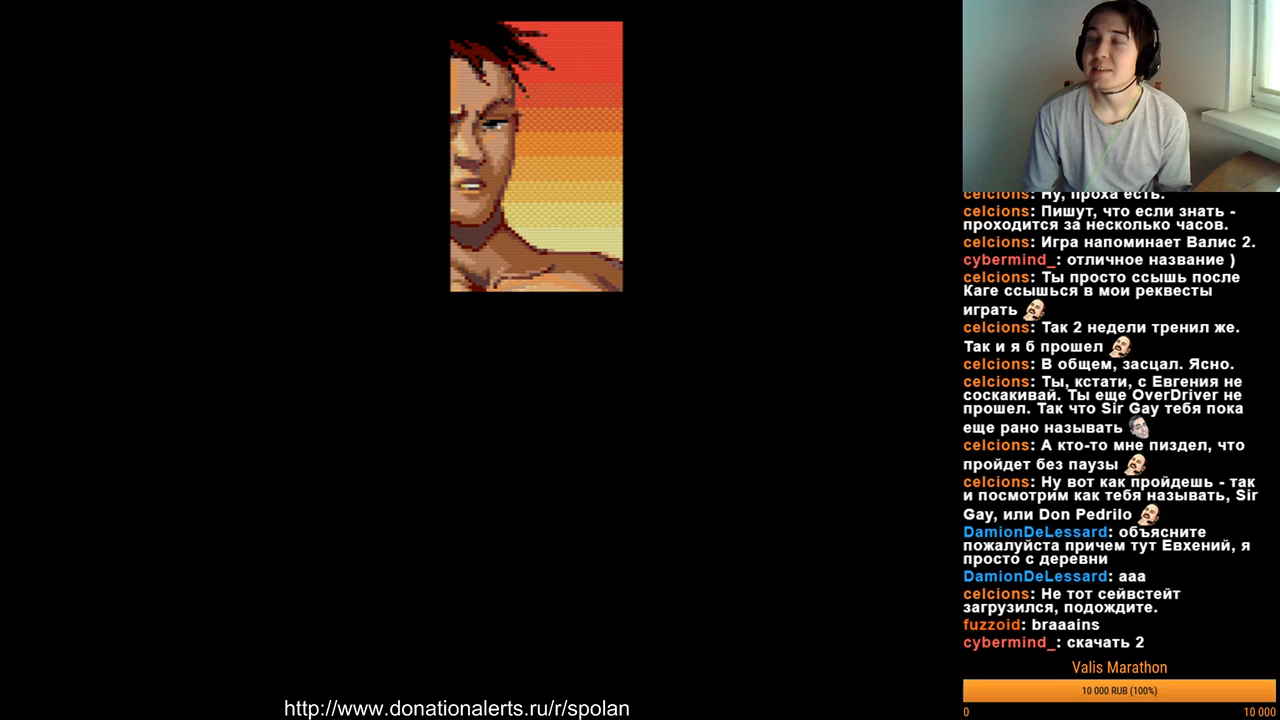 celcions: Ну, проха есть.
celcions: Пишут, что если знать -
проходится за несколько часов.
celcions: Игра напоминает Валис 2.
cybermind_: отличное название )
celcions: Ты просто ссышь после
Каге ссышься в мои реквесты
играть
celcions: Так 2 недели тренил же.
Так и я б прошел
celcions: В общем, засцал. Ясно.
celcions: Ты, кстати, с Евгения не
соскакивай. Ты еще OverDriver не
прошел. Так что Sir Gay тебя пока
еще рано называть
celcions: А кто-то мне пиздел, что
пройдет без паузы
celcions: Ну вот как пройдешь - так
и посмотрим как тебя называть, Sir
Gay, или Don Pedrilo
DamionDeLessard: объясните
пожалуйста причем тут Евхений, я
просто с деревни
DamionDeLessard: ааа
celcions: Не тот сейвстейт
загрузился, подождите.
fuzzoid: braaains
cybermind_: скачать 2
Valis Marathon
10 000 RUB (100%)
0 10 000
http://www.donationalerts.ru/r/spolan